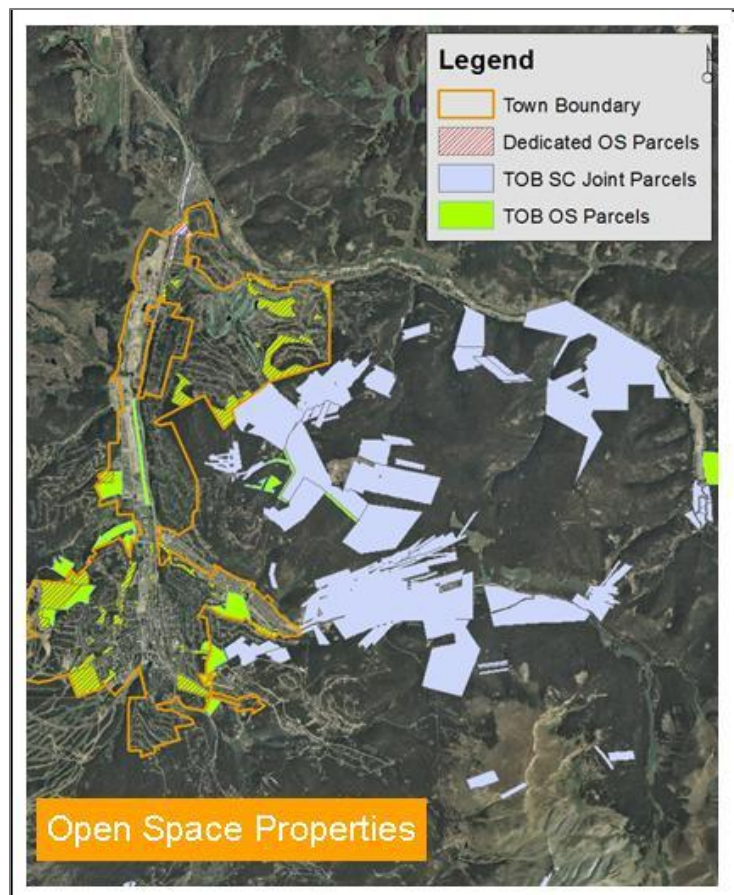 Legend
Town Boundary
Dedicated OS Parcels
TOB SC Joint Parcels
TOB OS Parcels
Open Space Properties